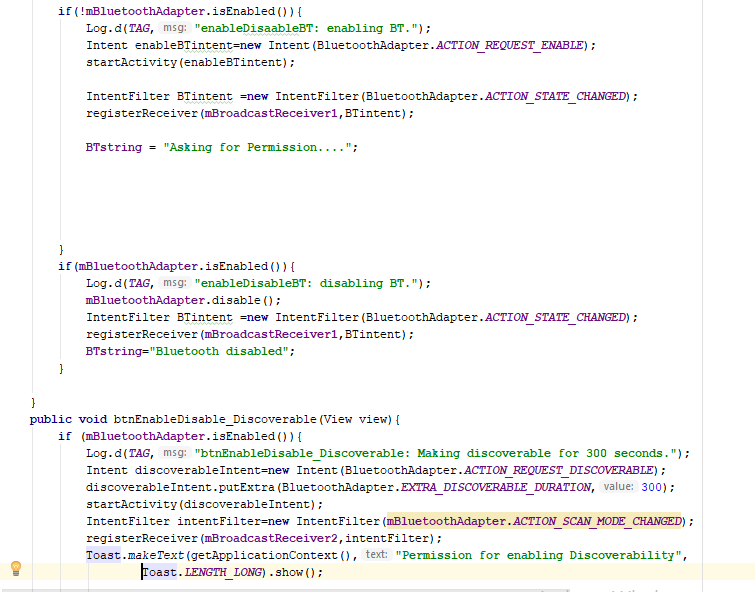 if(!mBluetoothAdapter.isEnabled()){
Log.d(TAG, msg: "enableDisaableBT: enabling BT.");
Intent enableBTintent=new Intent(BluetoothAdapter.ACTION_REQUEST_ENABLE);
startActivity(enableBTintent);
IntentFilter BTintent =new IntentFilter(BluetoothAdapter.ACTION_STATE_CHANGED);
registerReceiver(mBroadcastReceiver1,BTintent);
BTstring = "Asking for Permission....";
}
if(mBluetoothAdapter.isEnabled()){
Log.d(TAG, msg: "enableDisableBT: disabling BT.");
mBluetoothAdapter.disable();
IntentFilter BTintent =new IntentFilter(BluetoothAdapter.ACTION_STATE_CHANGED);
registerReceiver(mBroadcastReceiver1,BTintent);
BTstring="Bluetooth disabled";
}
}
public void btnEnableDisable_Discoverable(View view){
if (mBluetoothAdapter.isEnabled()){
Log.d(TAG, msg: "btnEnableDisable_Discoverable: Making discoverable for 300 seconds.");
Intent discoverableIntent=new Intent(BluetoothAdapter.ACTION_REQUEST_DISCOVERABLE);
discoverableIntent.putExtra(BluetoothAdapter.EXTRA_DISCOVERABLE_DURATION, value: 300);
startActivity(discoverableIntent);
IntentFilter intentFilter=new IntentFilter(mBluetoothAdapter.ACTION_SCAN_MODE_CHANGED);
registerReceiver(mBroadcastReceiver2,intentFilter);
Toast.makeText(getApplicationContext(), text: "Permission for enabling Discoverability",
Toast.LENGTH_LONG).show();